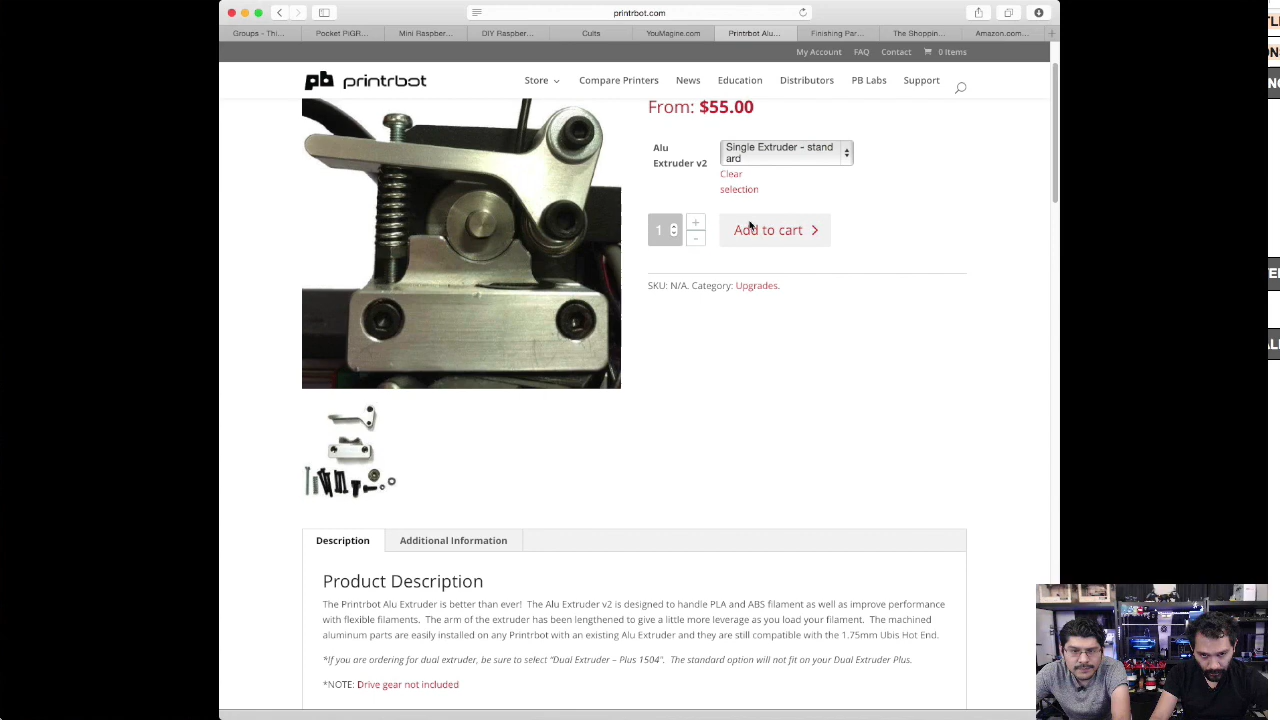 printrbot.com
Groups - Thi...
Pocket PiGR...
Mini Raspber...
DIY Raspber...
Cults
YouMagine.com
Printrbot Alu...
Finishing Par...
The Shoppin...
Amazon.com...
My Account
FAQ
Contact
0 Items
pb printrbot
Store
Compare Printers
News
Education
Distributors
PB Labs
Support
From: $55.00
Alu
Extruder v2
Single Extruder - stand
ard
Clear
selection
1
+
-
Add to cart
SKU: N/A. Category: Upgrades.
Description
Additional Information
Product Description
The Printrbot Alu Extruder is better than ever! The Alu Extruder v2 is designed to handle PLA and ABS filament as well as improve performance
with flexible filaments. The arm of the extruder has been lengthened to give a little more leverage as you load your filament. The machined
aluminum parts are easily installed on any Printrbot with an existing Alu Extruder and they are still compatible with the 1.75mm Ubis Hot End.
*If you are ordering for dual extruder, be sure to select "Dual Extruder – Plus 1504". The standard option will not fit on your Dual Extruder Plus.
*NOTE: Drive gear not included